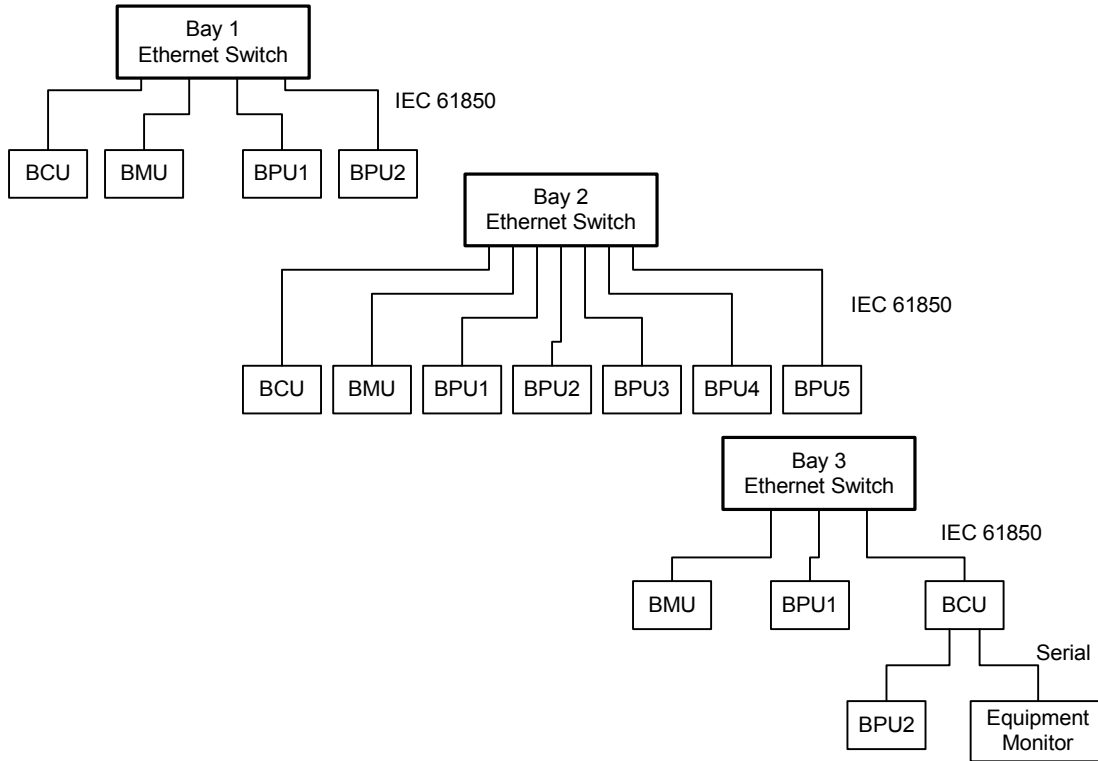 Bay 1
Ethernet Switch
IEC 61850
BCU
BMU
BPU1
BPU2
Bay 2
Ethernet Switch
IEC 61850
BCU
BMU
BPU1
BPU2
BPU3
BPU4
BPU5
Bay 3
Ethernet Switch
IEC 61850
BMU
BPU1
BCU
Serial
BPU2
Equipment
Monitor